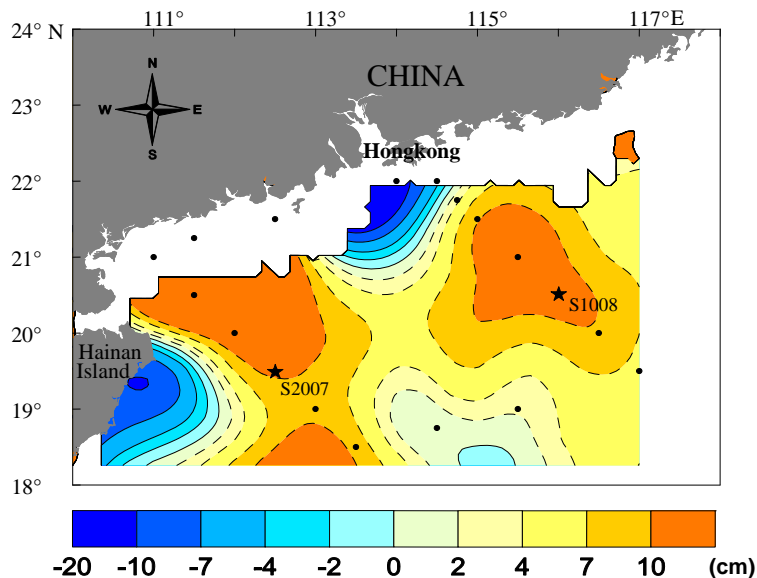 111°
113°
115°
117°E
24° N
23°
22°
21°
20°
19°
18°
N
W
E
S
CHINA
Hongkong
S1008
Hainan
Island
S2007
-20 -10 -7 -4 -2 0 2 4 7 10 (cm)